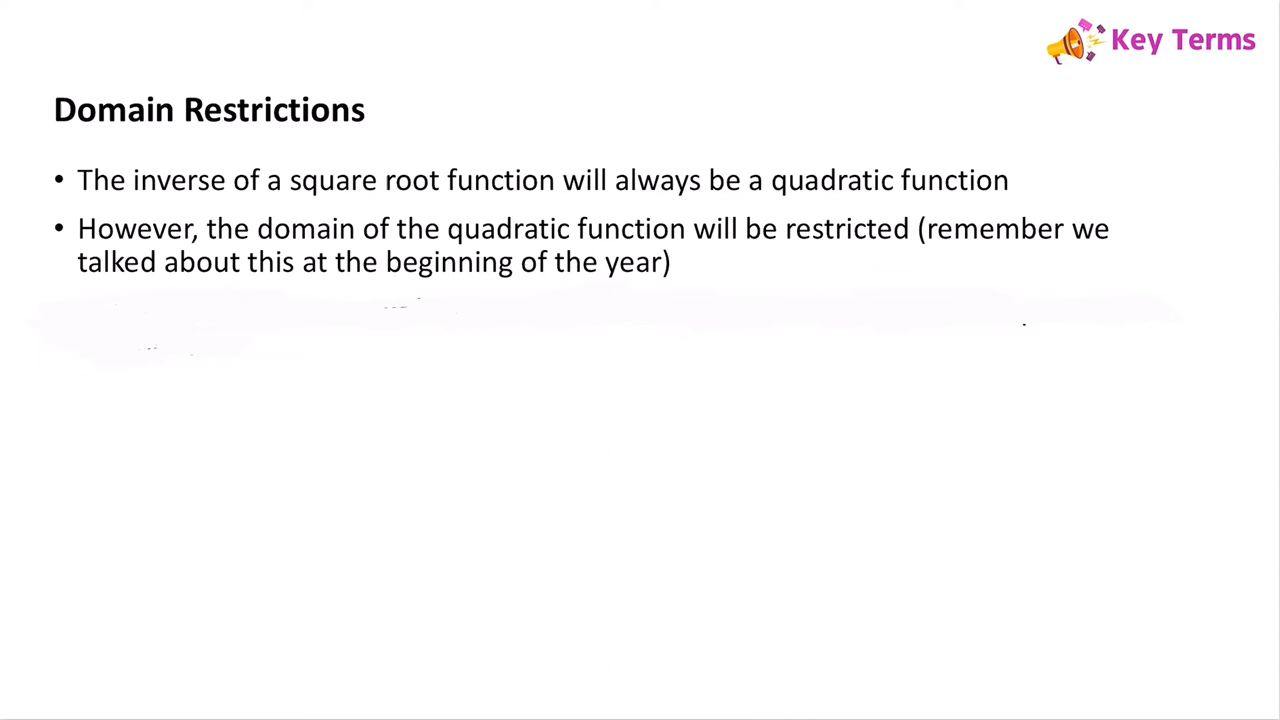 Key Terms
Domain Restrictions
• The inverse of a square root function will always be a quadratic function
• However, the domain of the quadratic function will be restricted (remember we
talked about this at the beginning of the year)